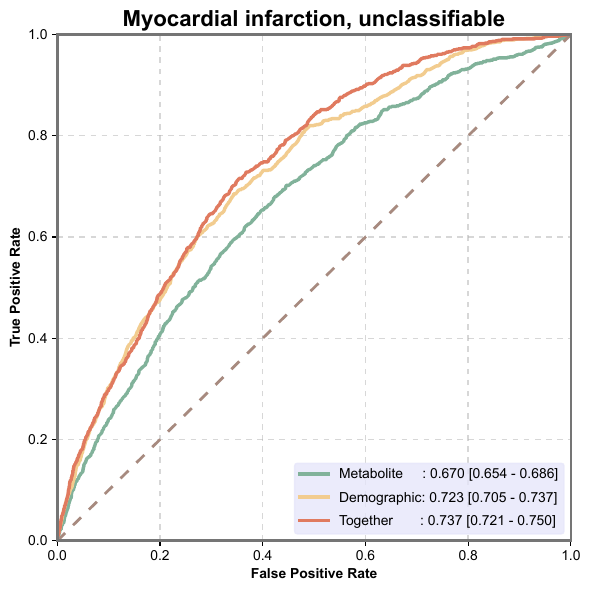 Myocardial infarction, unclassifiable
1.0
0.8
0.6
0.4
0.2
0.0
True Positive Rate
Metabolite : 0.670 [0.654 - 0.686]
Demographic: 0.723 [0.705 - 0.737]
Together : 0.737 [0.721 - 0.750]
0.0 0.2 0.4 0.6 0.8 1.0
False Positive Rate